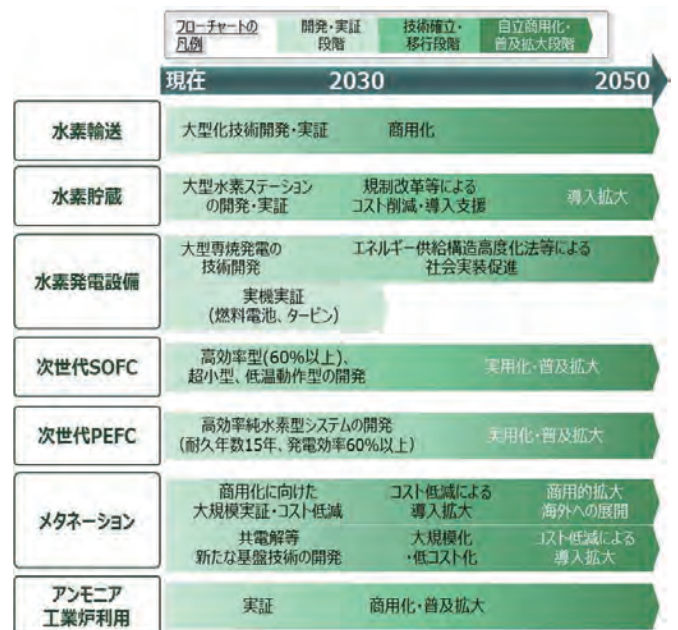 フローチャートの
凡例
開発・実証
段階
技術確立・
移行段階
自立商用化・
普及拡大段階
現在
2030
2050
水素輸送
大型化技術開発・実証
商用化
水素貯蔵
大型水素ステーション
の開発・実証
規制改革等による
コスト削減・導入支援
導入拡大
水素発電設備
大型専焼発電の
技術開発
エネルギー供給構造高度化法等による
社会実装促進
実機実証
(燃料電池、タービン)
次世代SOFC
高効率型(60%以上)、
超小型、低温動作型の開発
実用化・普及拡大
次世代PEFC
高効率純水素型システムの開発
(耐久年数15年、発電効率60%以上)
実用化・普及拡大
メタネーション
商用化に向けた
大規模実証・コスト低減
コスト低減による
導入拡大
商用的拡大
海外への展開
共電解等
新たな基盤技術の開発
大規模化
・低コスト化
コスト低減による
導入拡大
アンモニア
工業炉利用
実証
商用化・普及拡大